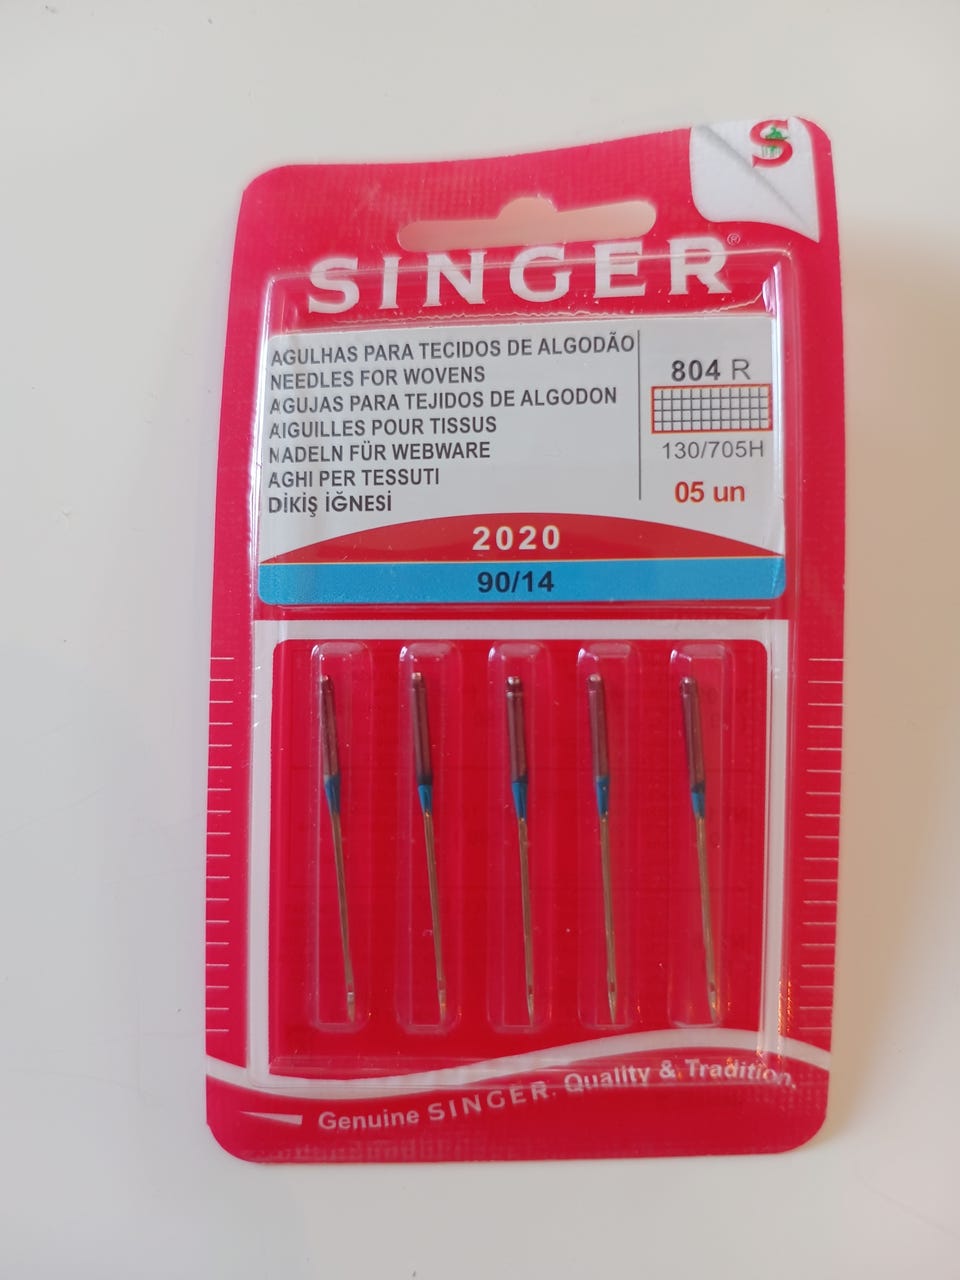 S
SINGER®
AGULHAS PARA TECIDOS DE ALGODÃO
NEEDLES FOR WOVENS
AGUJAS PARA TEJIDOS DE ALGODON
AIGUILLES POUR TISSUS
NADELN FÜR WEBWARE
AGHI PER TESSUTI
DİKİŞ İĞNESİ
804 R
130/705H
05 un
2020
90/14
Genuine SINGER. Quality & Tradition.